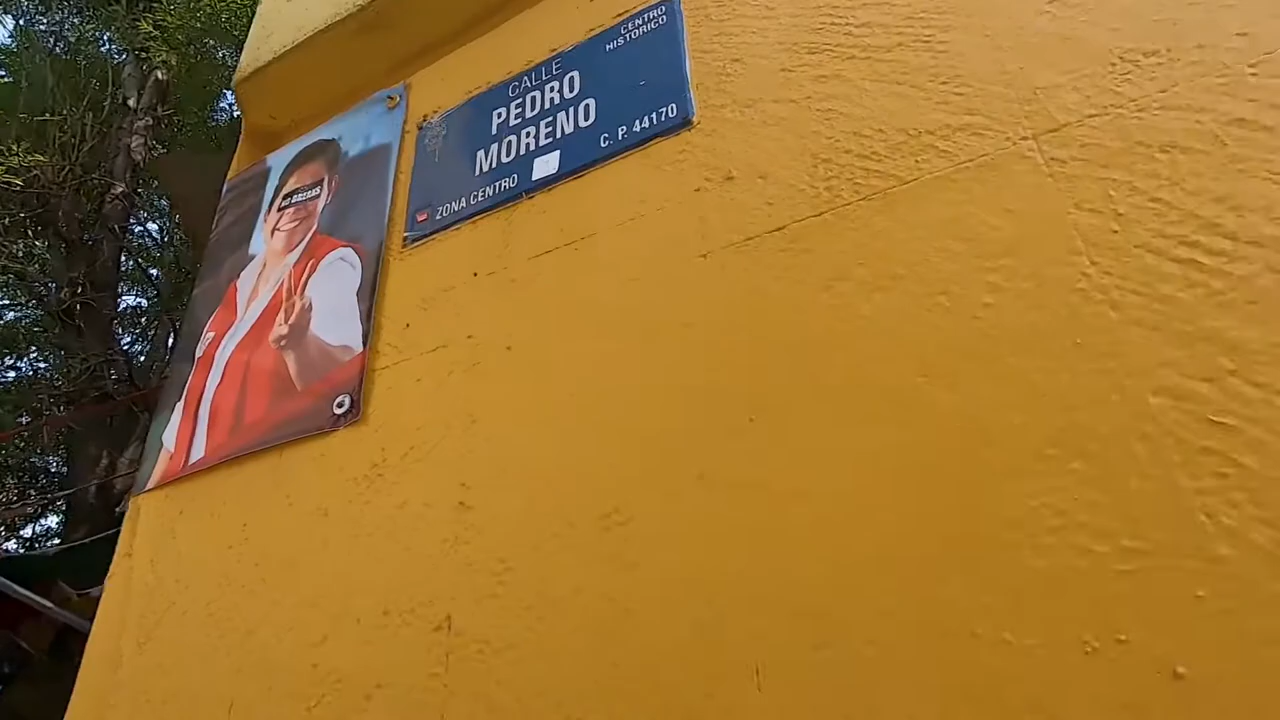 CENTRO
HISTORICO
CALLE
PEDRO
MORENO
C. P. 44170
ZONA CENTRO